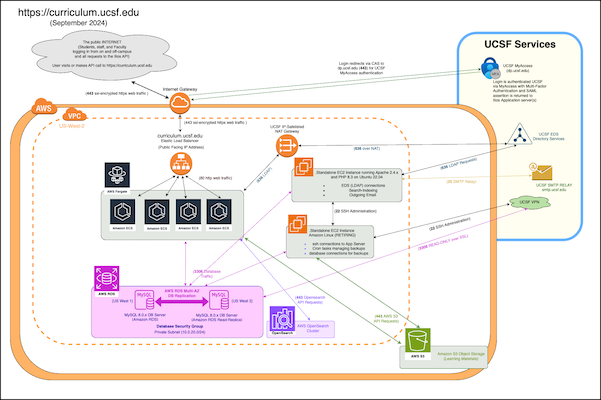 https://curriculum.ucsf.edu
(September 2024)
The public INTERNET
(Students, staff, and Faculty
logging in from on and off-campus
and all requests to the Ilios API)
User visits or makes API call to https://curriculum.ucsf.edu
(443 ssl-encrypted https web traffic)
Internet Gateway
Login redirects via CAS to
dp.ucsf.edu (443) for UCSF
MyAccess authentication
UCSF Services
UCSF MyAccess
(dp.ucsf.edu)
Login is authenticated UCSF
via MyAccess with Multi-Factor
Authentication and SAML
assertion is returned to
Ilios Application server(s)
AWS
VPC
US-West-2
(443 ssl-encrypted https web traffic)
curriculum.ucsf.edu
Elastic Load Balancer
(Public Facing IP Address)
UCSF IP-Satellated
NAT Gateway
(636 over NAT)
UCSF EDS
Directory Services
(80 http web traffic)
(636 LDAP)
AWS Fargate
Amazon ECS
Amazon ECS
Amazon ECS
Amazon ECS
Standalone EC2 Instance running Apache 2.4.x
and PHP 8.3 on Ubuntu 22.04
EDS (LDAP) connections
Search-Indexing
Outgoing Email
(636 LDAP Requests)
(25 SMTP Relay)
UCSF SMTP RELAY
smtp.ucsf.edu
(22 SSH Administration)
UCSF VPN
Standalone EC2 Instance
Amazon Linux (RETIRING)
ssh connections to App Server
Cron tasks managing backups
database connections for backups
(22 SSH Administration)
(3306 READ-ONLY over SSL)
(3306 Database
Traffic)
AWS RDS
AWS RDS Multi-AZ
DB Replication
MySQL
MySQL
(US West 1)
(US West 2)
MySQL 8.0.x DB Server
(Amazon RDS)
MySQL 8.0.x DB Server
(Amazon RDS Read-Replica)
Database Security Group
Private Subnet (10.0.20.0/24)
(443 Opensearch
API Requests)
OpenSearch
AWS OpenSearch
Cluster
(443 AWS S3
API Requests)
AWS S3
Amazon S3 Object Storage
(Learning Materials)